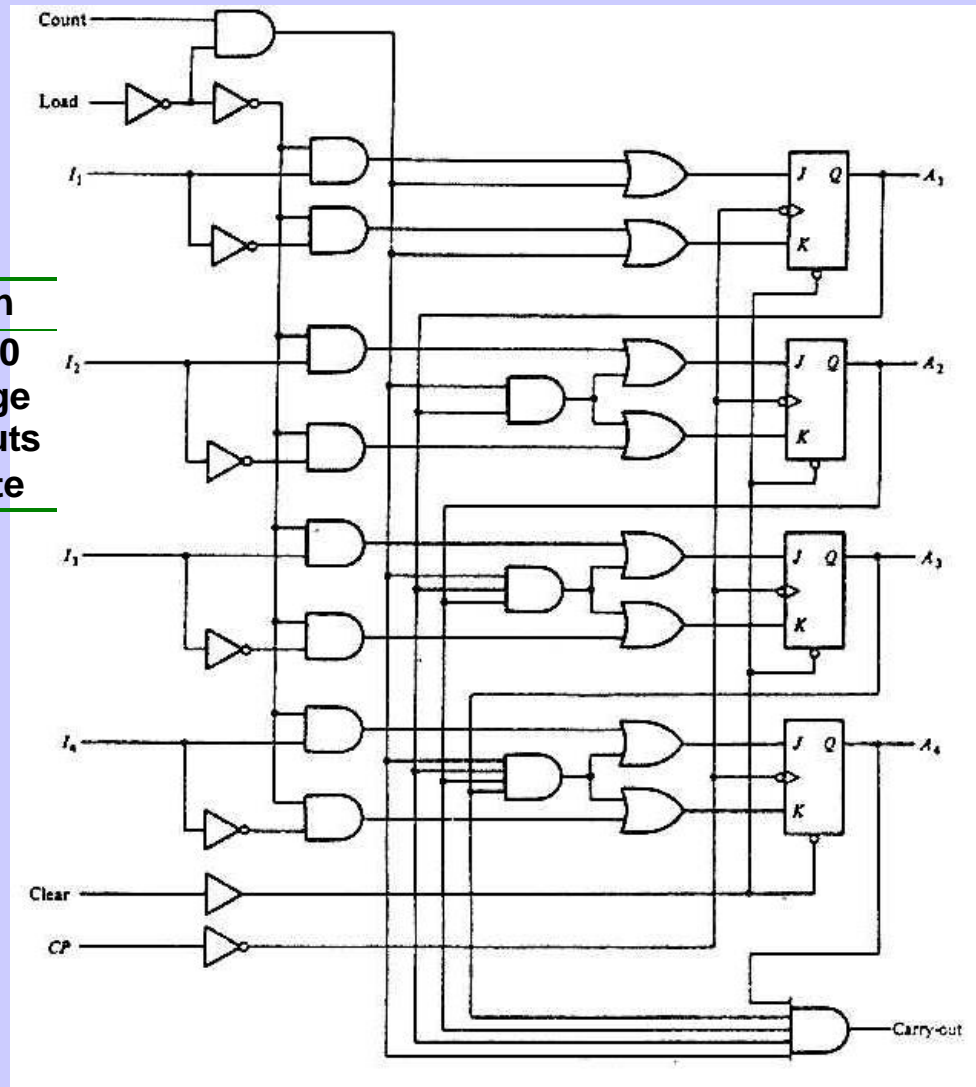 Count
Load
I1
J Q
A1
K
n
0
ge
uts
te
I2
J Q
A2
K
I3
J Q
A3
K
I4
J Q
A4
K
Clear
CP
Carry-out